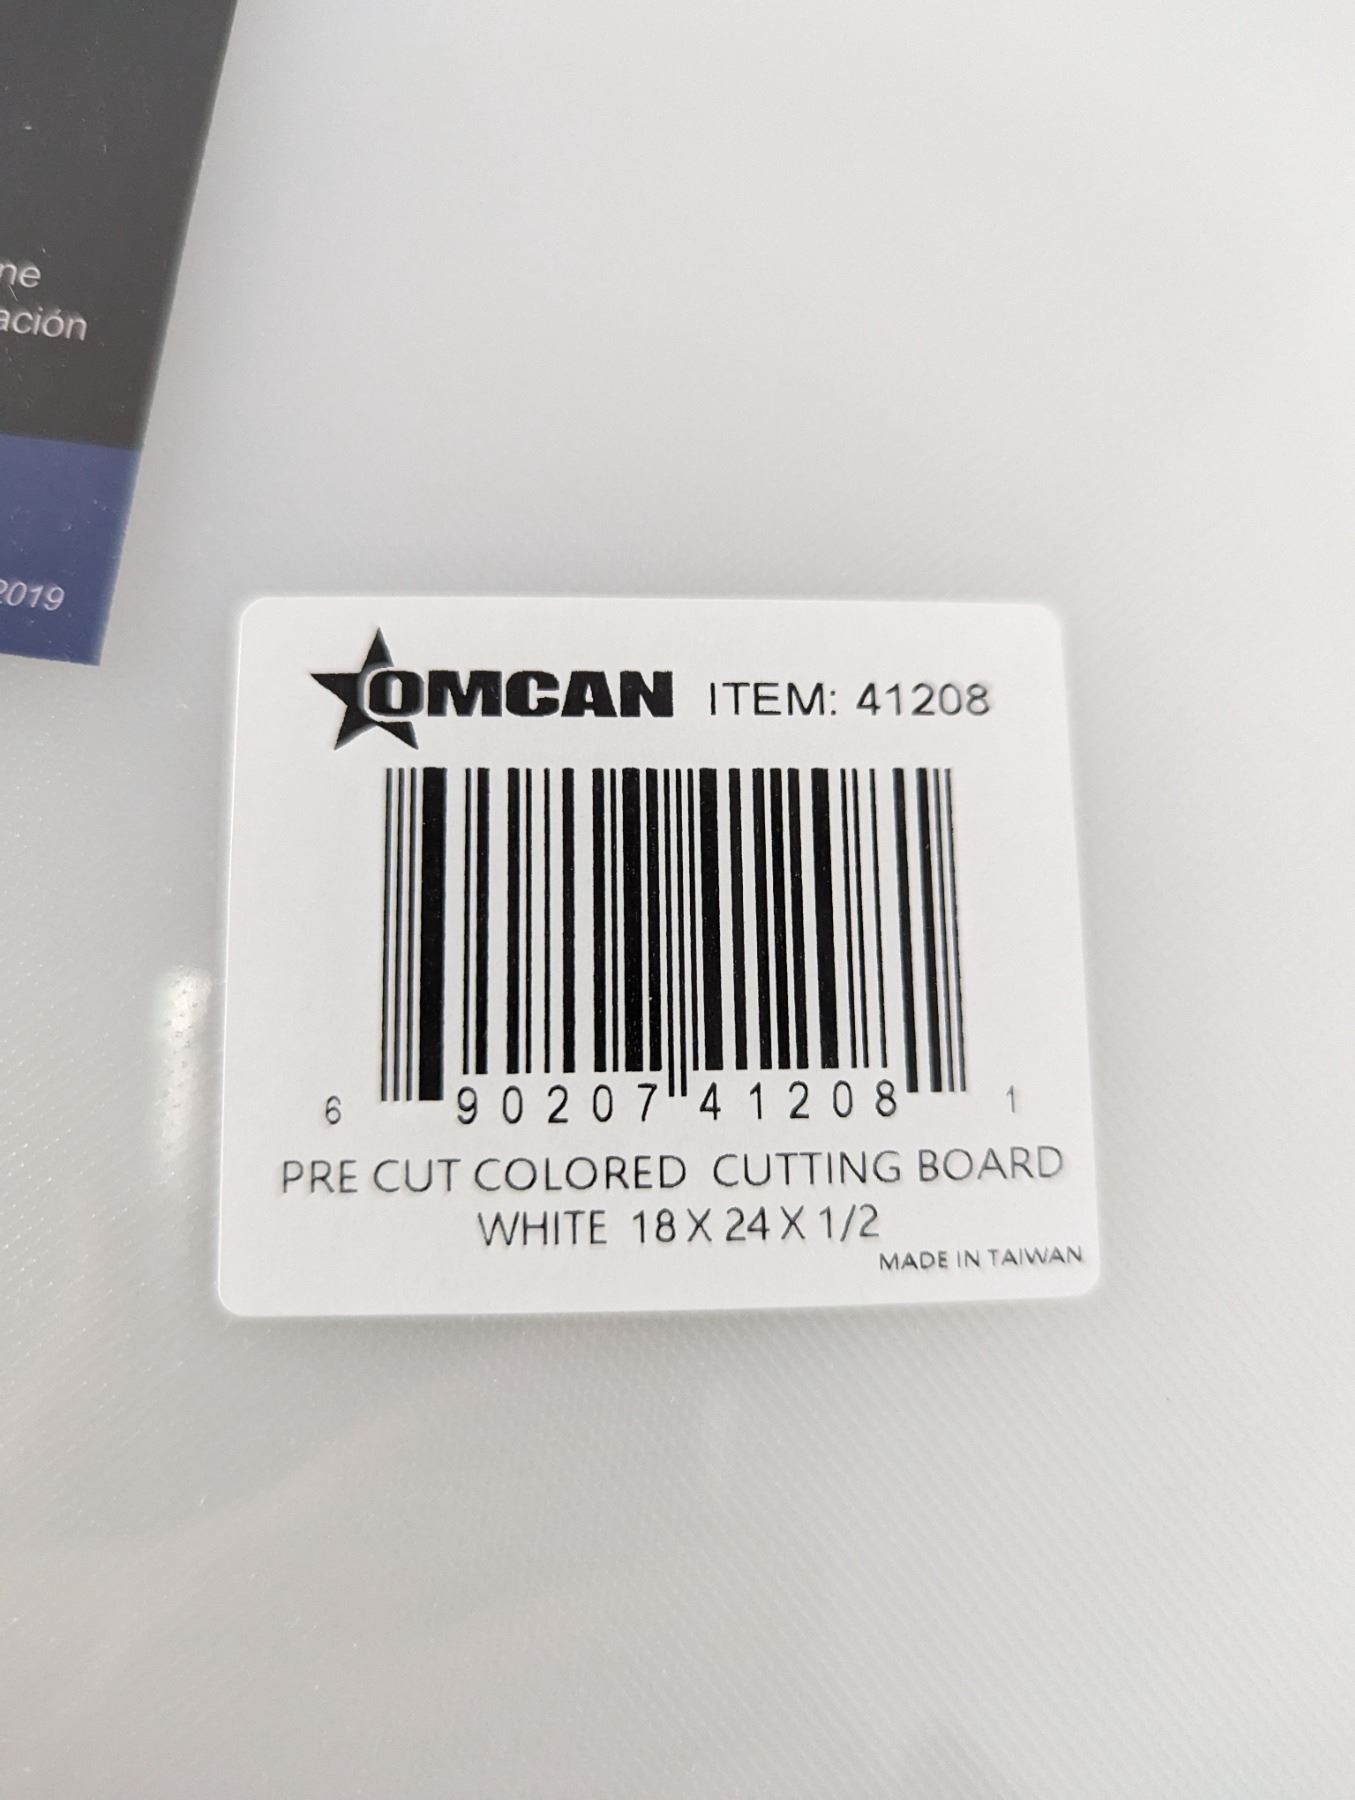 ación
2019
OMCAN ITEM: 41208
6 90207 41208 1
PRE CUT COLORED CUTTING BOARD
WHITE 18 X 24 X 1/2
MADE IN TAIWAN